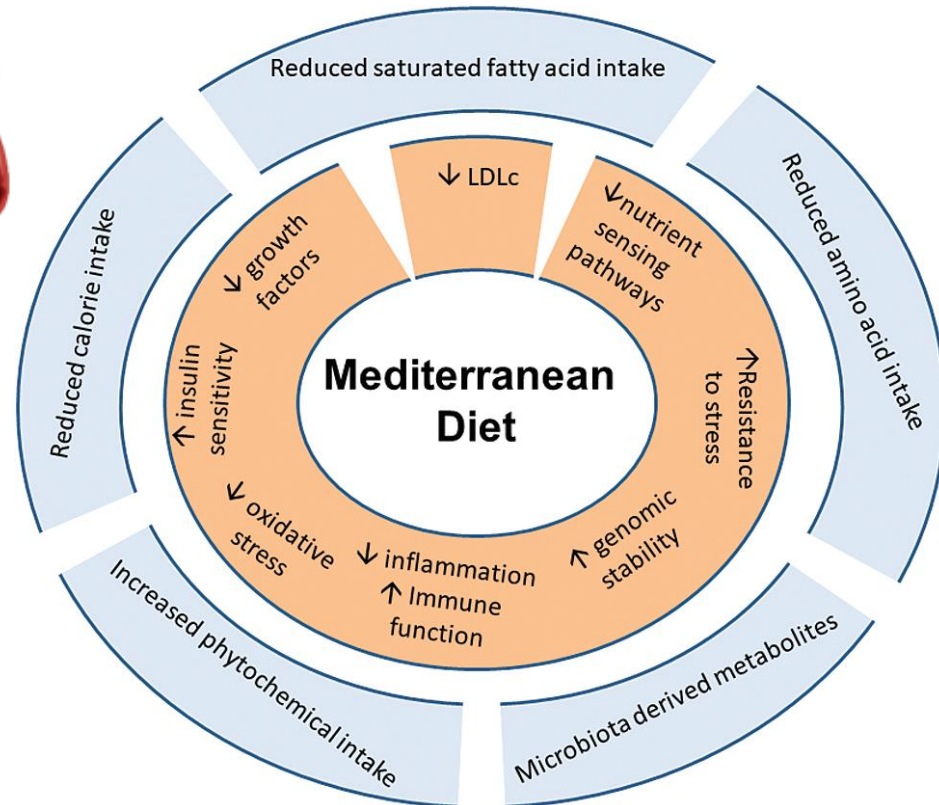 Reduced saturated fatty acid intake
Reduced amino acid intake
Microbiota derived metabolites
Increased phytochemical intake
Reduced calorie intake
↓ LDLc
↓nutrient
sensing
pathways
↑Resistance
to stress
↑ genomic
stability
↓ inflammation
↑ Immune
function
↓ oxidative
stress
↑ insulin
sensitivity
↓ growth
factors
Mediterranean
Diet